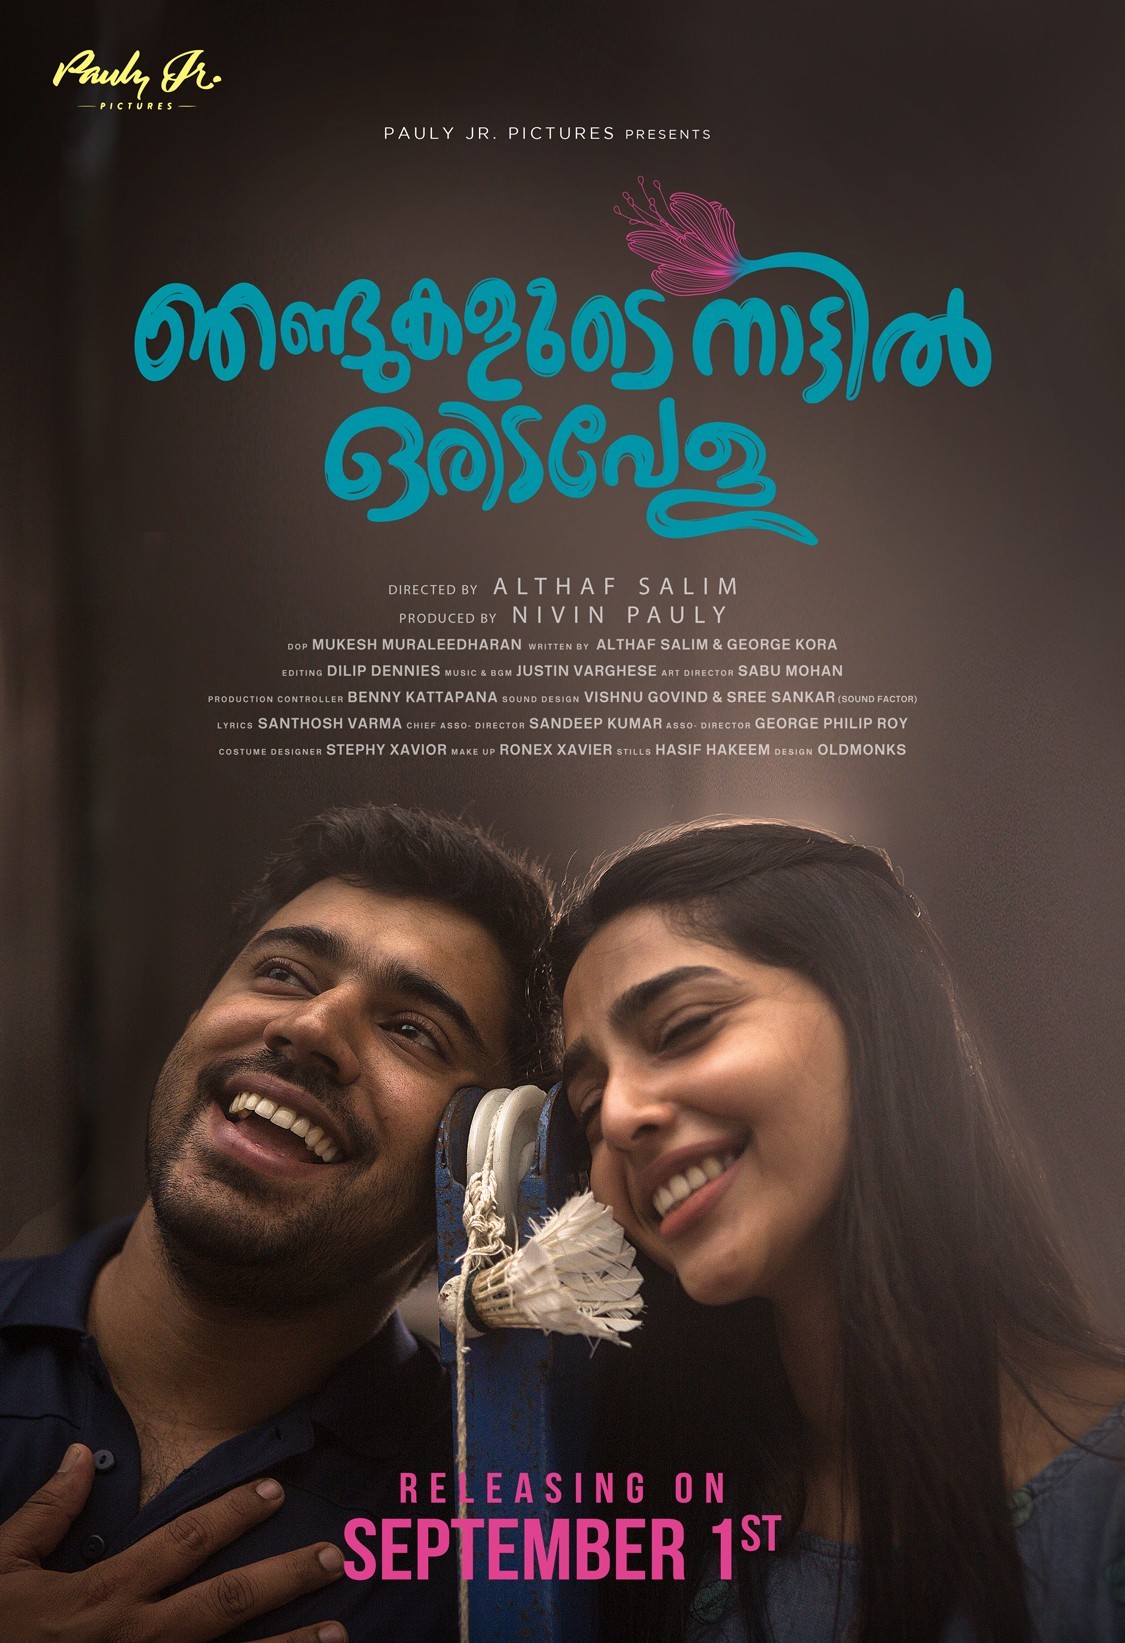 Pauly Jr.
PICTURES
PAULY JR. PICTURES PRESENTS
ഞണ്ടുകളുടെ നാട്ടിൽ
ഒരിടവേള
DIRECTED BY ALTHAF SALIM
PRODUCED BY NIVIN PAULY
DOP MUKESH MURALEEDHARAN WRITTEN BY ALTHAF SALIM & GEORGE KORA
EDITING DILIP DENNIES MUSIC & BGM JUSTIN VARGHESE ART DIRECTOR SABU MOHAN
PRODUCTION CONTROLLER BENNY KATTAPANA SOUND DESIGN VISHNU GOVIND & SREE SANKAR (SOUND FACTOR)
LYRICS SANTHOSH VARMA CHIEF ASSO- DIRECTOR SANDEEP KUMAR ASSO- DIRECTOR GEORGE PHILIP ROY
COSTUME DESIGNER STEPHY XAVIOR MAKE UP RONEX XAVIER STILLS HASIF HAKEEM DESIGN OLDMONKS
RELEASING ON
SEPTEMBER 1ST